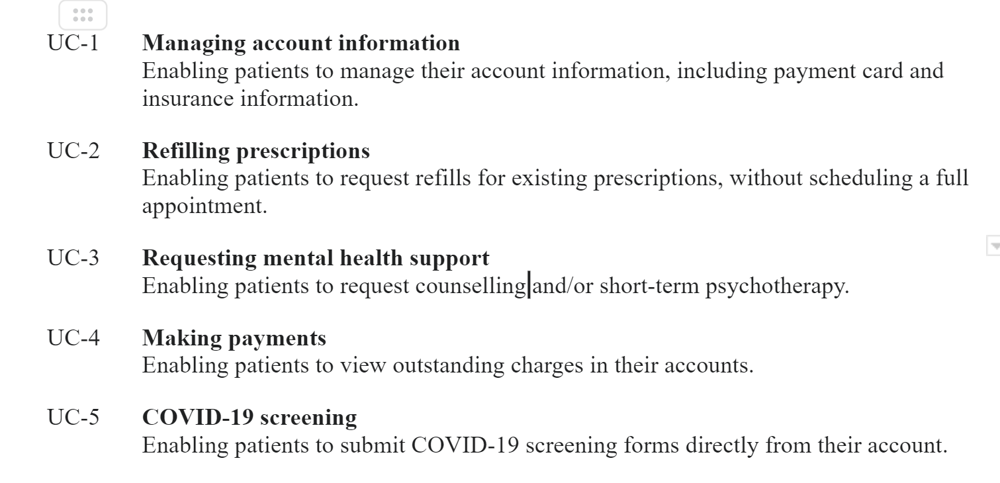 UC-1 Managing account information
Enabling patients to manage their account information, including payment card and
insurance information.
UC-2 Refilling prescriptions
Enabling patients to request refills for existing prescriptions, without scheduling a full
appointment.
UC-3 Requesting mental health support
Enabling patients to request counselling and/or short-term psychotherapy.
UC-4 Making payments
Enabling patients to view outstanding charges in their accounts.
UC-5 COVID-19 screening
Enabling patients to submit COVID-19 screening forms directly from their account.